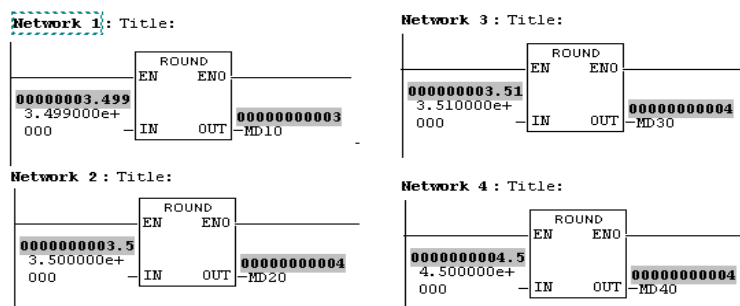 Network 1 : Title:
ROUND
EN ENO
00000003.499
3.499000e+
000
IN OUT
00000000003
MD10
Network 2 : Title:
ROUND
EN ENO
0000000003.5
3.500000e+
000
IN OUT
00000000004
MD20
Network 3 : Title:
ROUND
EN ENO
000000003.51
3.510000e+
000
IN OUT
00000000004
MD30
Network 4 : Title:
ROUND
EN ENO
0000000004.5
4.500000e+
000
IN OUT
00000000004
MD40